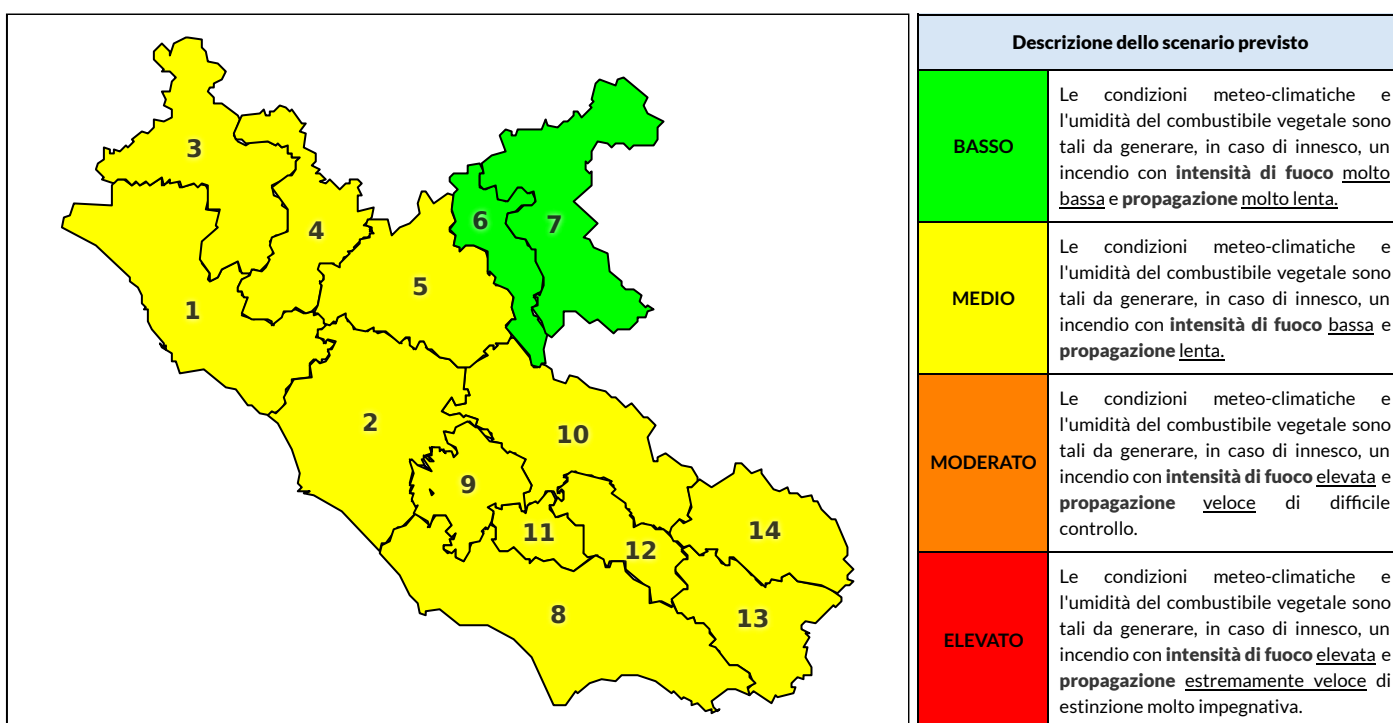 3
4
6
7
5
1
2
10
9
11
12
14
8
13
Descrizione dello scenario previsto
BASSO
Le condizioni meteo-climatiche e
l'umidità del combustibile vegetale sono
tali da generare, in caso di innesco, un
incendio con intensità di fuoco molto
bassa e propagazione molto lenta.
MEDIO
Le condizioni meteo-climatiche e
l'umidità del combustibile vegetale sono
tali da generare, in caso di innesco, un
incendio con intensità di fuoco bassa e
propagazione lenta.
MODERATO
Le condizioni meteo-climatiche e
l'umidità del combustibile vegetale sono
tali da generare, in caso di innesco, un
incendio con intensità di fuoco elevata e
propagazione veloce di difficile
controllo.
ELEVATO
Le condizioni meteo-climatiche e
l'umidità del combustibile vegetale sono
tali da generare, in caso di innesco, un
incendio con intensità di fuoco elevata e
propagazione estremamente veloce di
estinzione molto impegnativa.